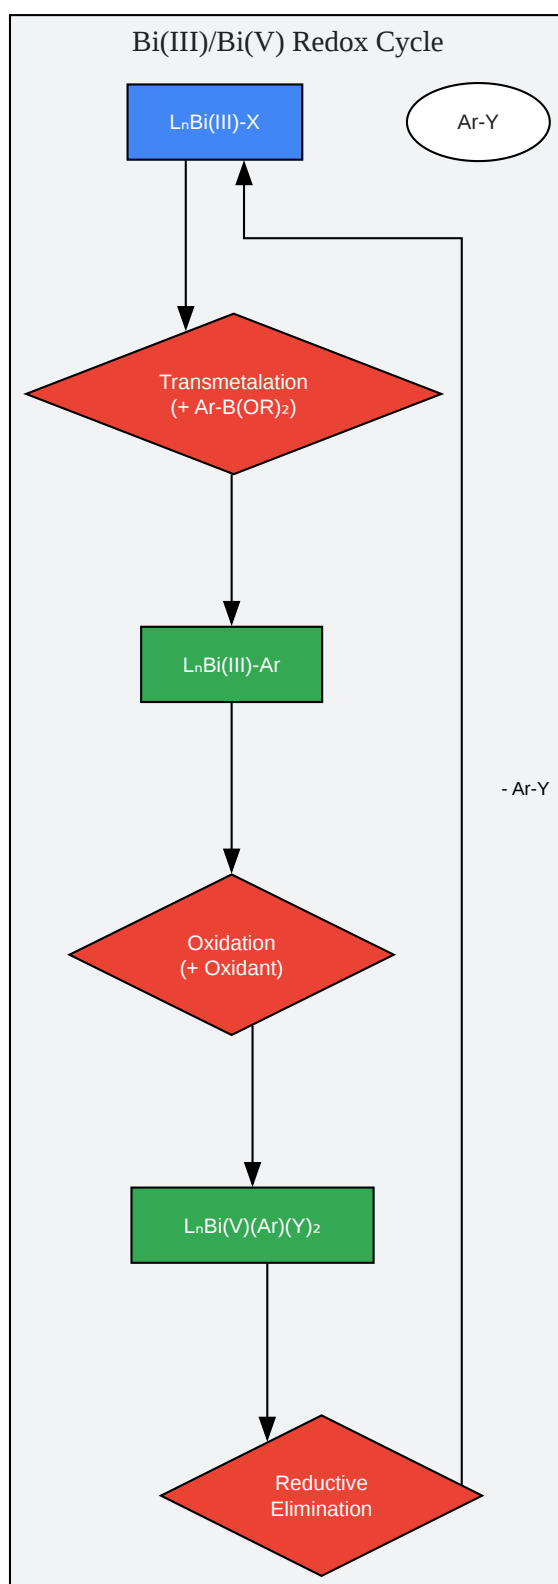 Bi(III)/Bi(V) Redox Cycle
LₙBi(III)-X
Ar-Y
Transmetalation
(+ Ar-B(OR)₂)
LₙBi(III)-Ar
- Ar-Y
Oxidation
(+ Oxidant)
LₙBi(V)(Ar)(Y)₂
Reductive
Elimination